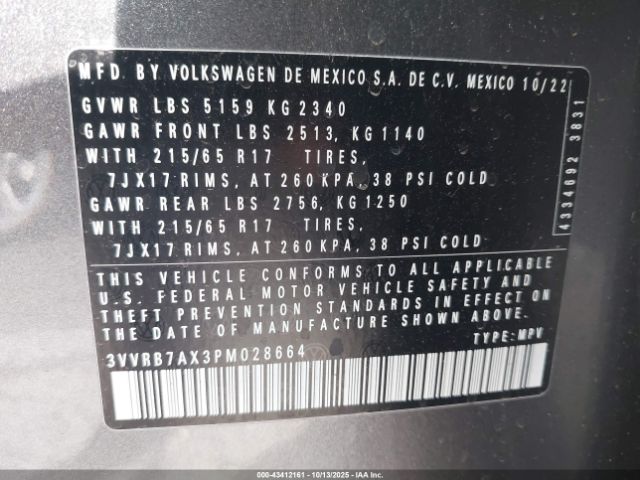 MFD. BY VOLKSWAGEN DE MEXICO S.A. DE C.V. MEXICO 10/22
GVWR LBS 5159 KG 2340
GAWR FRONT LBS 2513, KG 1140
WITH 215/65 R17 TIRES,
7JX17 RIMS, AT 260 KPA, 38 PSI COLD
GAWR REAR LBS 2756, KG 1250
WITH 215/65 R17 TIRES,
7JX17 RIMS, AT 260 KPA, 38 PSI COLD
4334692 3831
THIS VEHICLE CONFORMS TO ALL APPLICABLE
U.S. FEDERAL MOTOR VEHICLE SAFETY AND
THEFT PREVENTION STANDARDS IN EFFECT ON
THE DATE OF MANUFACTURE SHOWN ABOVE.
3VVRB7AX3PM028664 TYPE: MPV
000-43412161 - 10/13/2025 - IAAI.COM